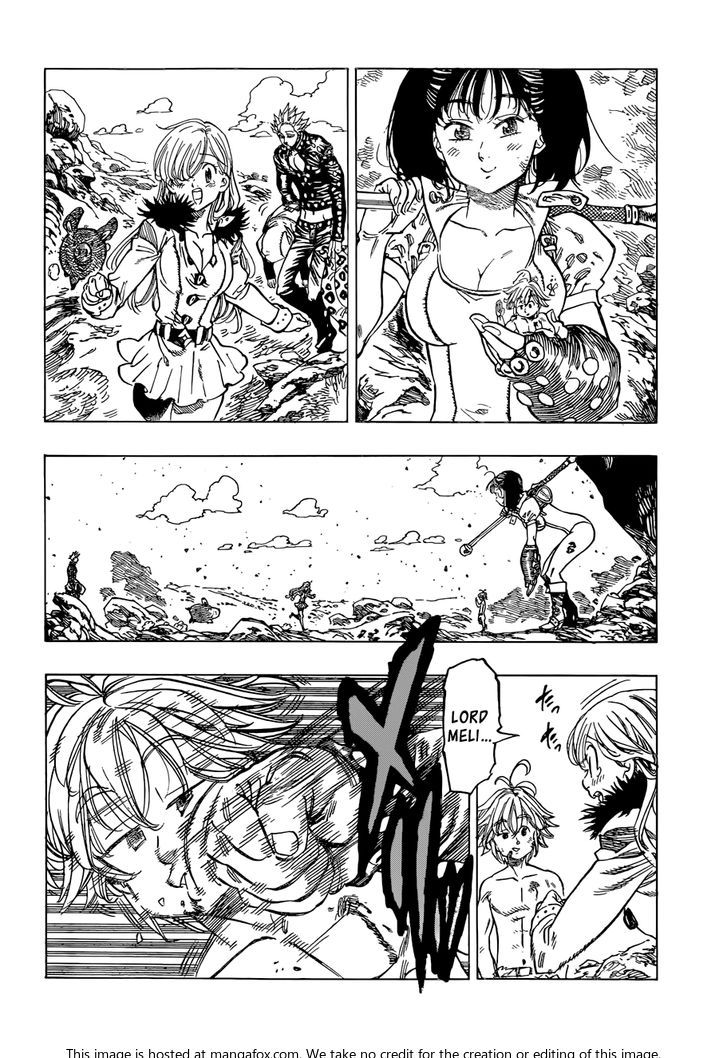 LORD
MELI...
This image is hosted at mangafox.com. We take no credit for the creation or editing of this image.